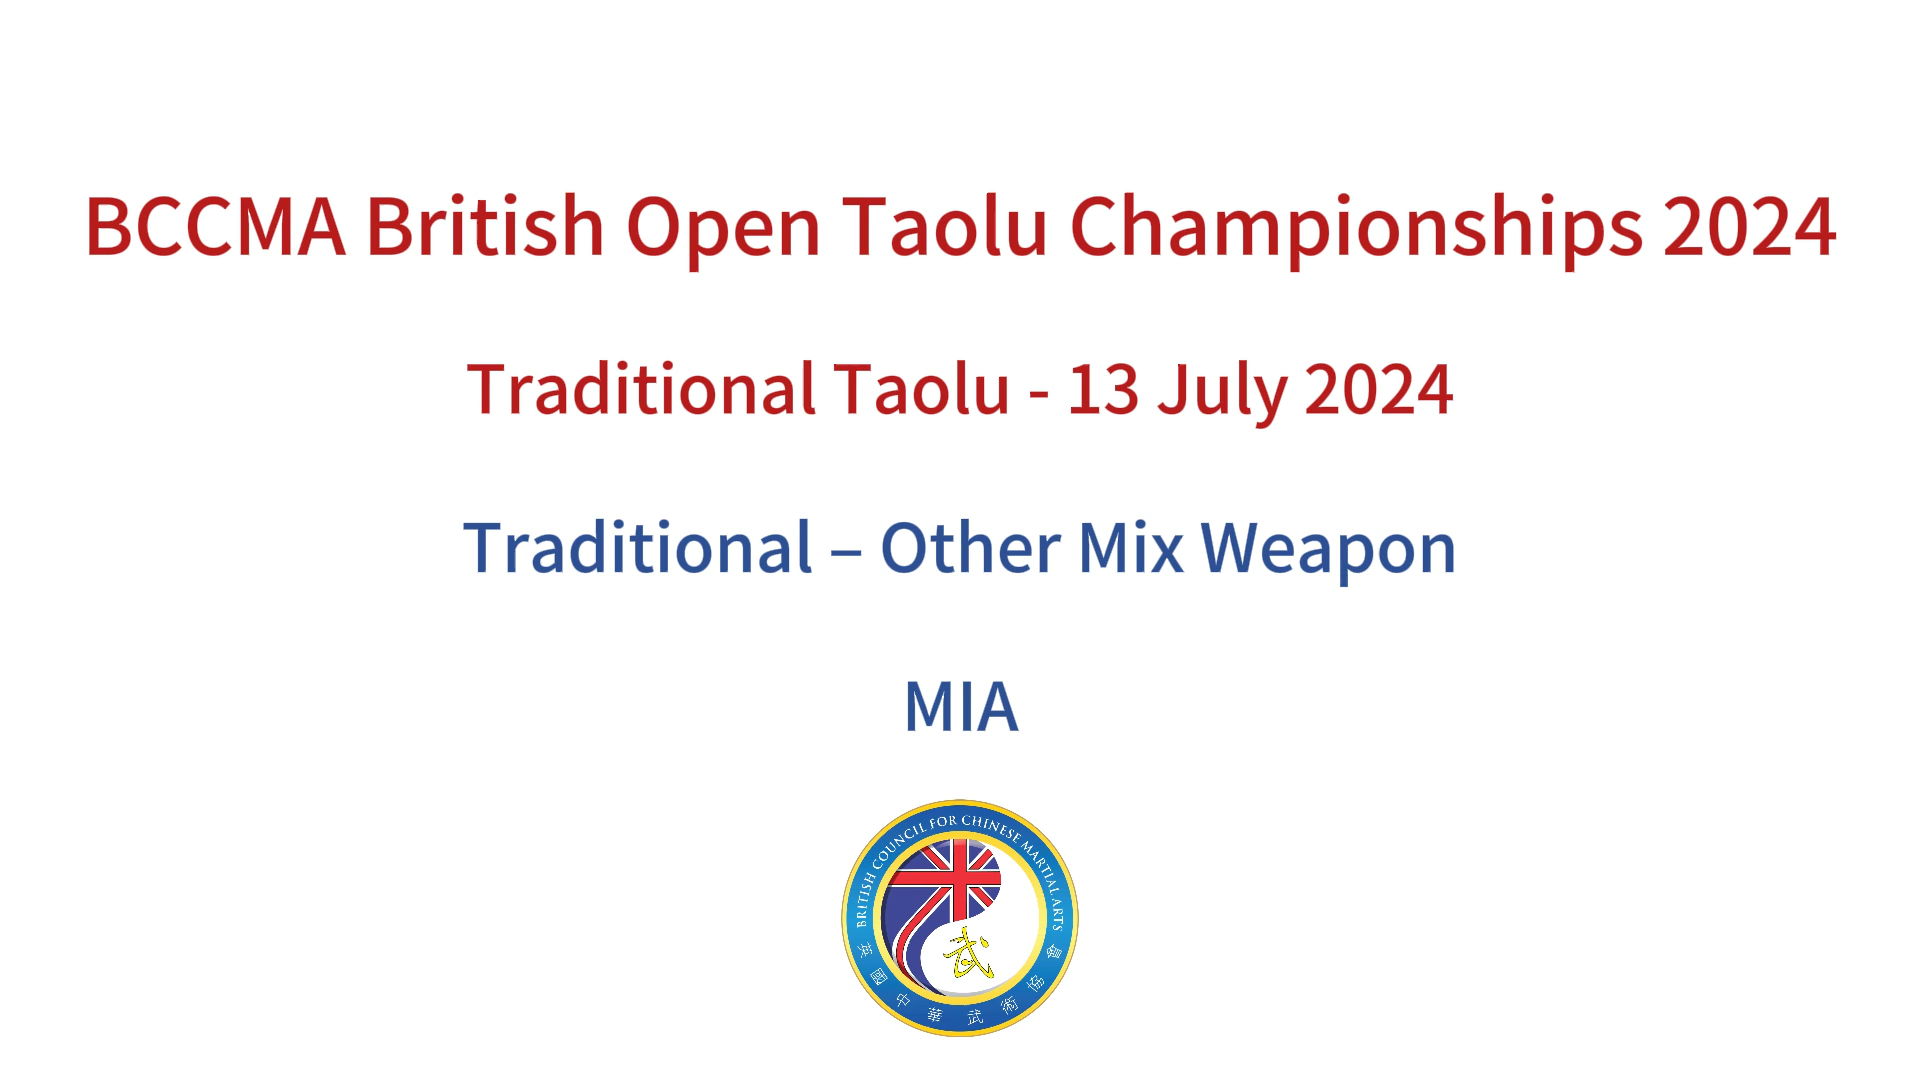 BCCMA British Open Taolu Championships 2024
Traditional Taolu - 13 July 2024
Traditional – Other Mix Weapon
MIA
BRITISH COUNCIL FOR CHINESE MARTIAL ARTS
武
英國中華武術協會